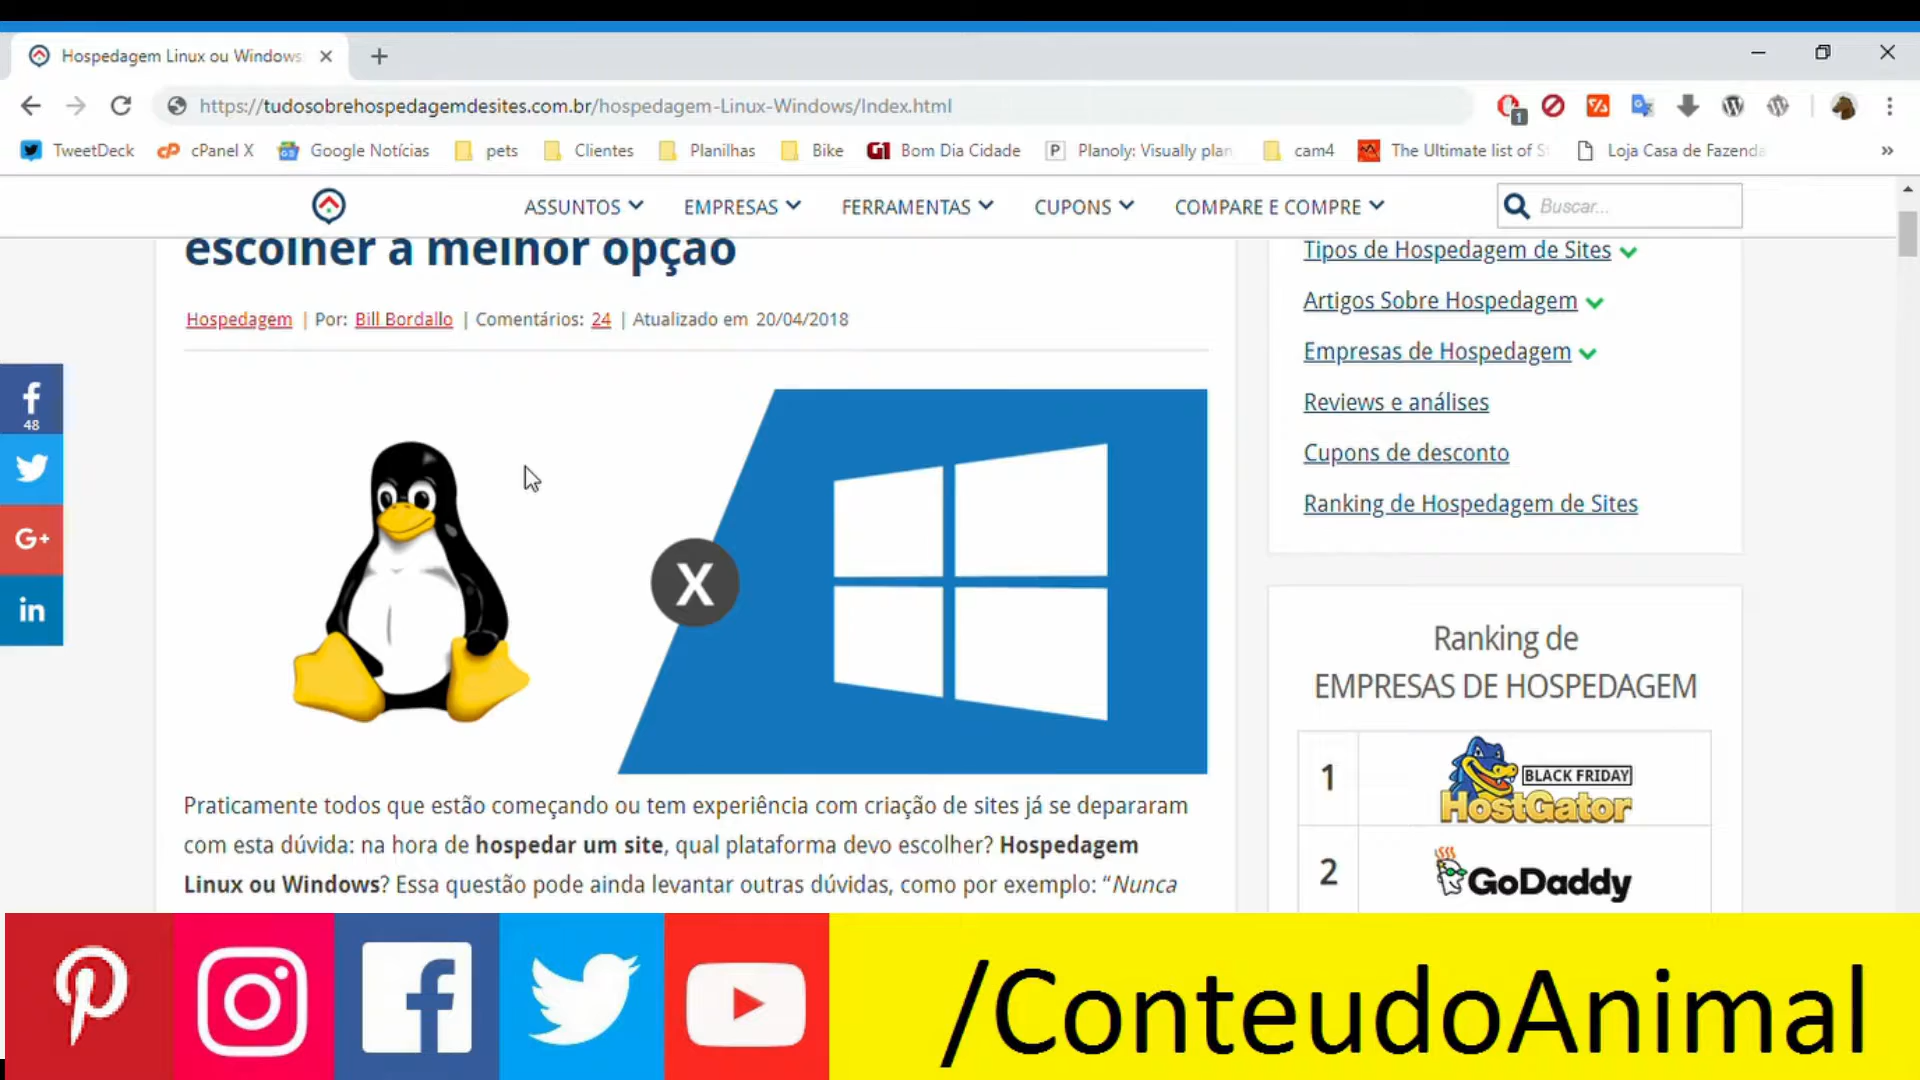 Hospedagem Linux ou Windows
https://tudosobrehospedagemdesites.com.br/hospedagem-Linux-Windows/Index.html
1
TweetDeck
cP cPanel X
Google Notícias
pets
Clientes
Planilhas
Bike
G1 Bom Dia Cidade
P Planoly: Visually plan
cam4
The Ultimate list of S
Loja Casa de Fazenda
»
ASSUNTOS
EMPRESAS
FERRAMENTAS
CUPONS
COMPARE E COMPRE
Buscar...
escolher a melhor opção
Hospedagem | Por: Bill Bordallo | Comentários: 24 | Atualizado em 20/04/2018
f
48
G+
in
X
Praticamente todos que estão começando ou tem experiência com criação de sites já se depararam
com esta dúvida: na hora de hospedar um site, qual plataforma devo escolher? Hospedagem
Linux ou Windows? Essa questão pode ainda levantar outras dúvidas, como por exemplo: “Nunca
Tipos de Hospedagem de Sites
Artigos Sobre Hospedagem
Empresas de Hospedagem
Reviews e análises
Cupons de desconto
Ranking de Hospedagem de Sites
Ranking de
EMPRESAS DE HOSPEDAGEM
1
BLACK FRIDAY
HostGator
2
GoDaddy
/ConteudoAnimal